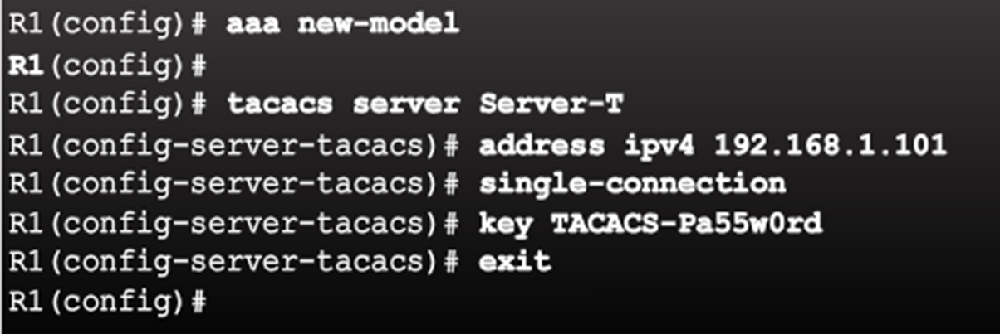 R1(config)# aaa new-model
R1(config)#
R1(config)# tacacs server Server-T
R1(config-server-tacacs)# address ipv4 192.168.1.101
R1(config-server-tacacs)# single-connection
R1(config-server-tacacs)# key TACACS-Pa55w0rd
R1(config-server-tacacs)# exit
R1(config)#